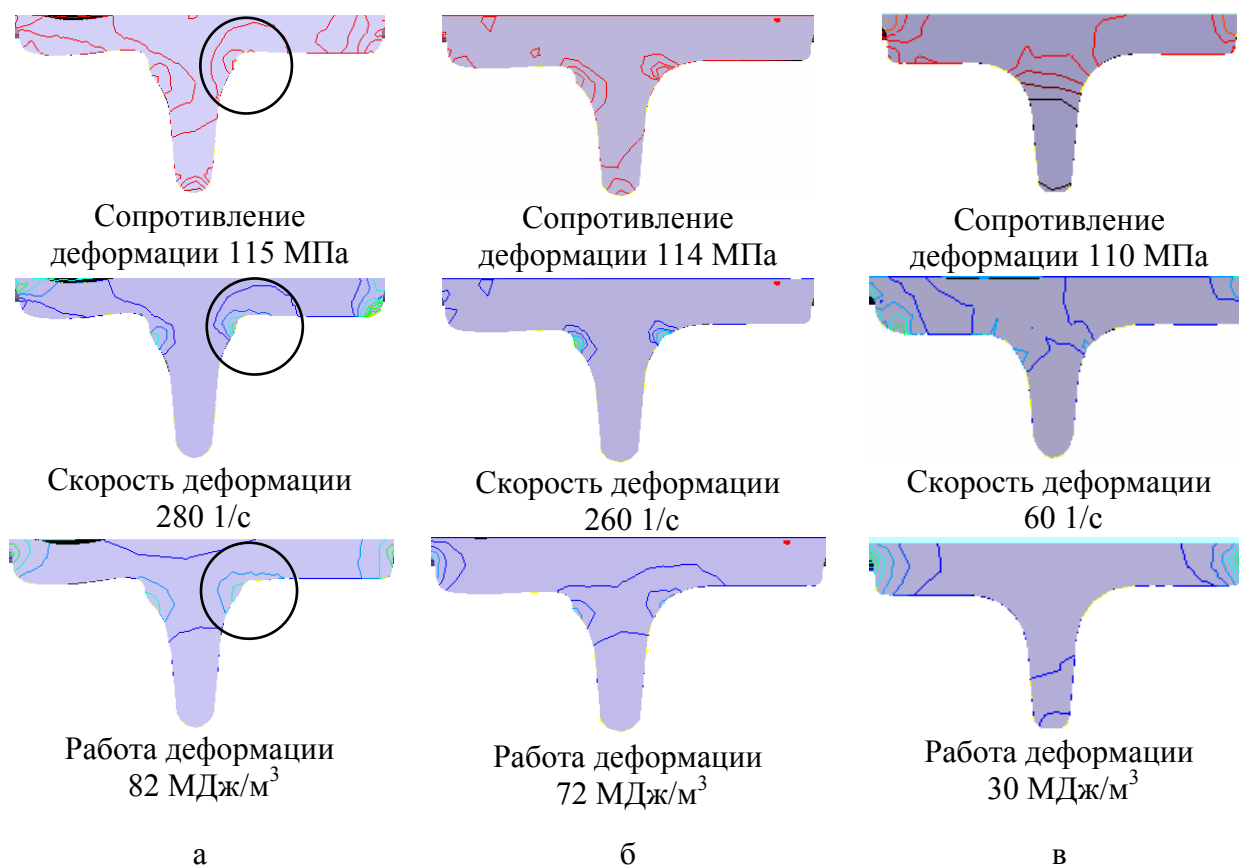 Сопротивление
деформации 115 МПа
Сопротивление
деформации 114 МПа
Сопротивление
деформации 110 МПа
Скорость деформации
280 1/с
Скорость деформации
260 1/с
Скорость деформации
60 1/с
Работа деформации
82 МДж/м³
Работа деформации
72 МДж/м³
Работа деформации
30 МДж/м³
а
б
в